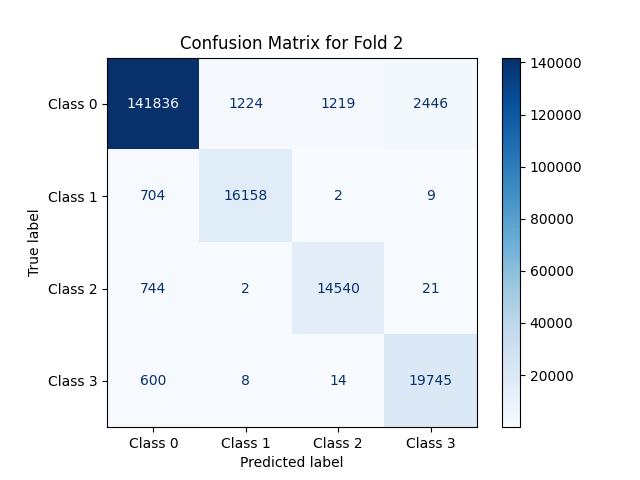 Confusion Matrix for Fold 2
Class 0 141836 1224 1219 2446
Class 1 704 16158 2 9
Class 2 744 2 14540 21
Class 3 600 8 14 19745
Class 0 Class 1 Class 2 Class 3
Predicted label
True label
140000
120000
100000
80000
60000
40000
20000